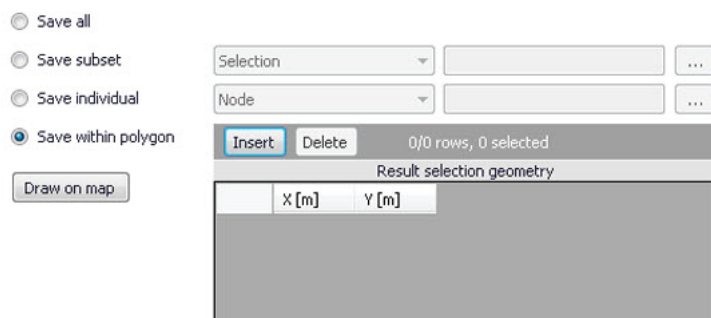 Save all
Save subset
Selection
...
Save individual
Node
...
Save within polygon
Insert Delete 0/0 rows, 0 selected
Draw on map
Result selection geometry
X [m] Y [m]